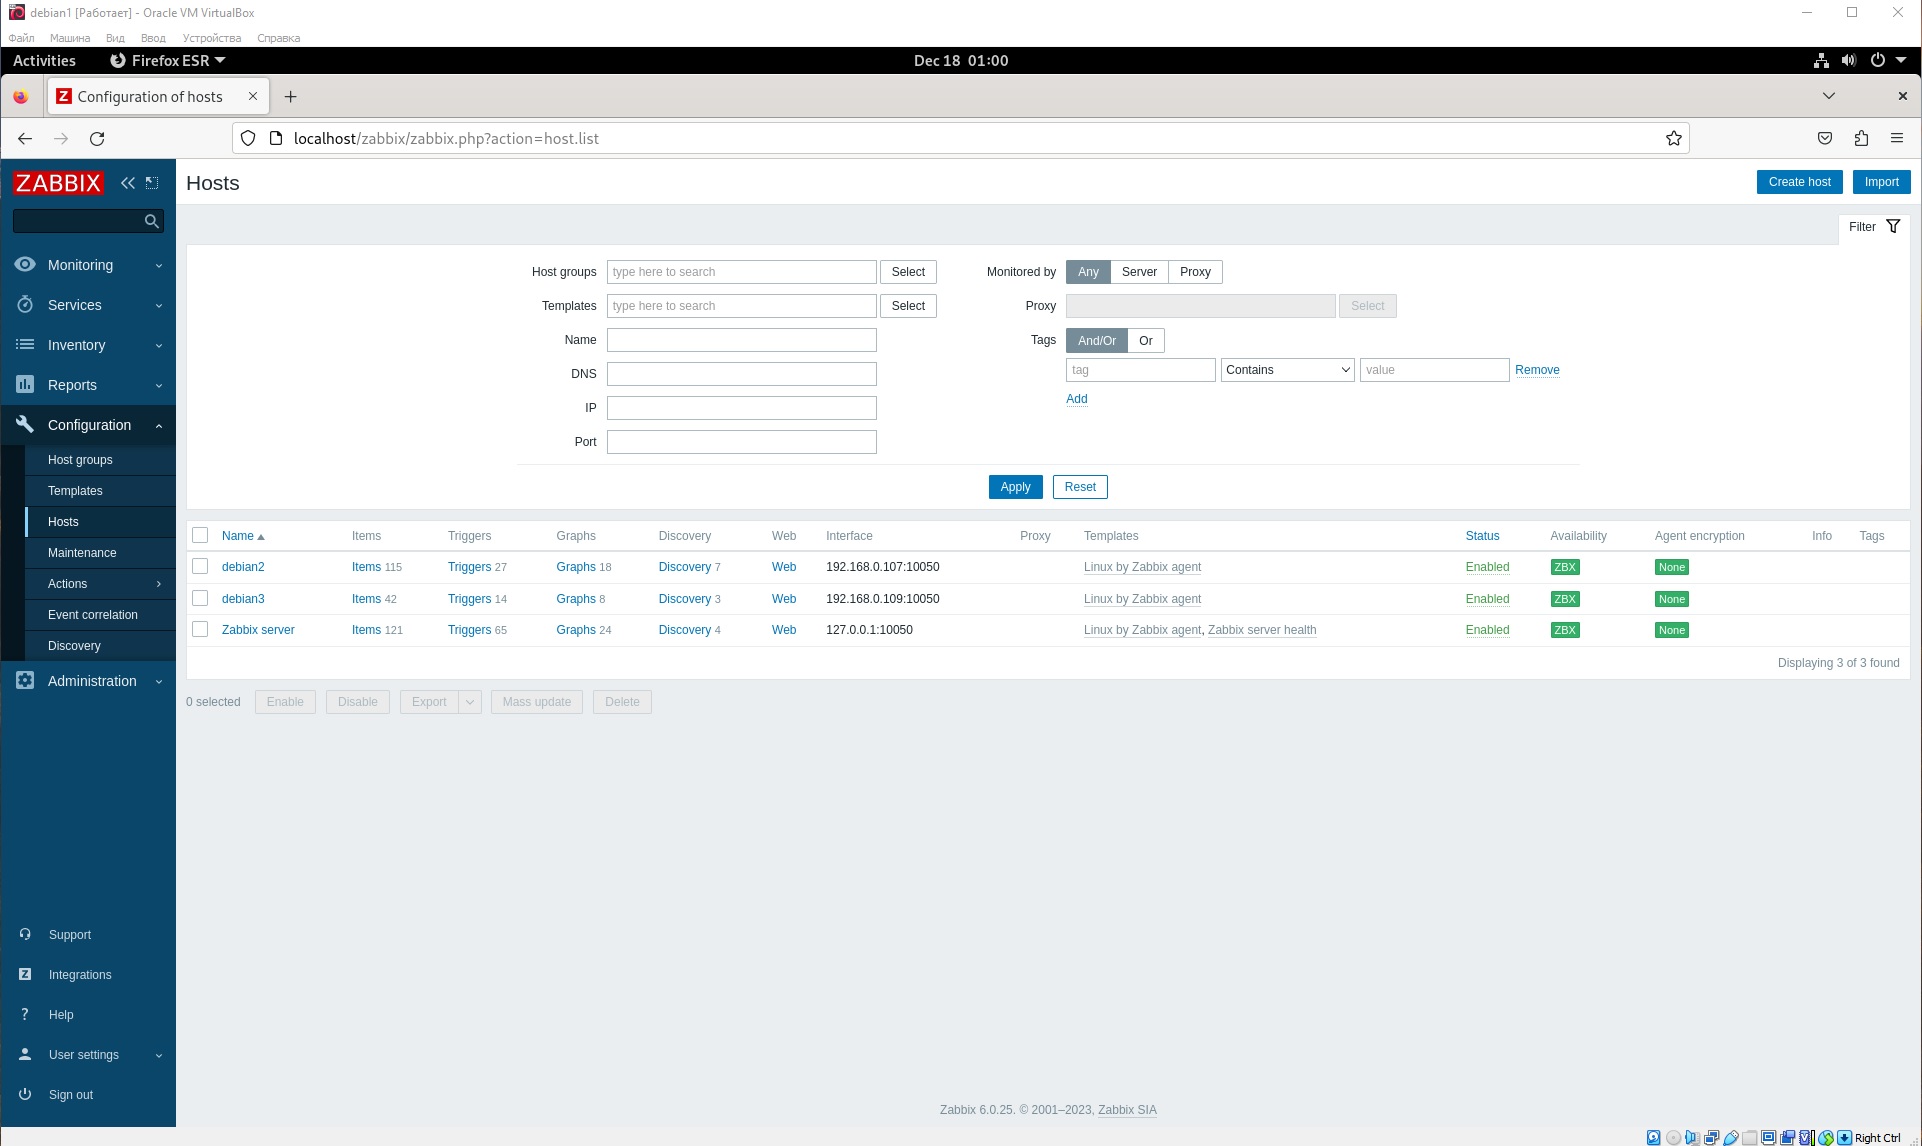 debian1 [Работает] - Oracle VM VirtualBox
Файл Машина Вид Ввод Устройства Справка
Activities Firefox ESR Dec 18 01:00
Configuration of hosts
localhost/zabbix/zabbix.php?action=host.list
ZABBIX
Hosts
Create host Import
Filter
Monitoring
Services
Inventory
Reports
Configuration
Host groups
Templates
Hosts
Maintenance
Actions
Event correlation
Discovery
Administration
Support
Integrations
? Help
User settings
Sign out
Host groups type here to search Select
Templates type here to search Select
Name
DNS
IP
Port
Monitored by Any Server Proxy
Proxy Select
Tags And/Or Or
tag Contains value Remove
Add
Apply Reset
Name Items Triggers Graphs Discovery Web Interface Proxy Templates Status Availability Agent encryption Info Tags
debian2 Items 115 Triggers 27 Graphs 18 Discovery 7 Web 192.168.0.107:10050 Linux by Zabbix agent Enabled ZBX None
debian3 Items 42 Triggers 14 Graphs 8 Discovery 3 Web 192.168.0.109:10050 Linux by Zabbix agent Enabled ZBX None
Zabbix server Items 121 Triggers 65 Graphs 24 Discovery 4 Web 127.0.0.1:10050 Linux by Zabbix agent, Zabbix server health Enabled ZBX None
Displaying 3 of 3 found
0 selected Enable Disable Export Mass update Delete
Zabbix 6.0.25. © 2001–2023, Zabbix SIA
Right Ctrl